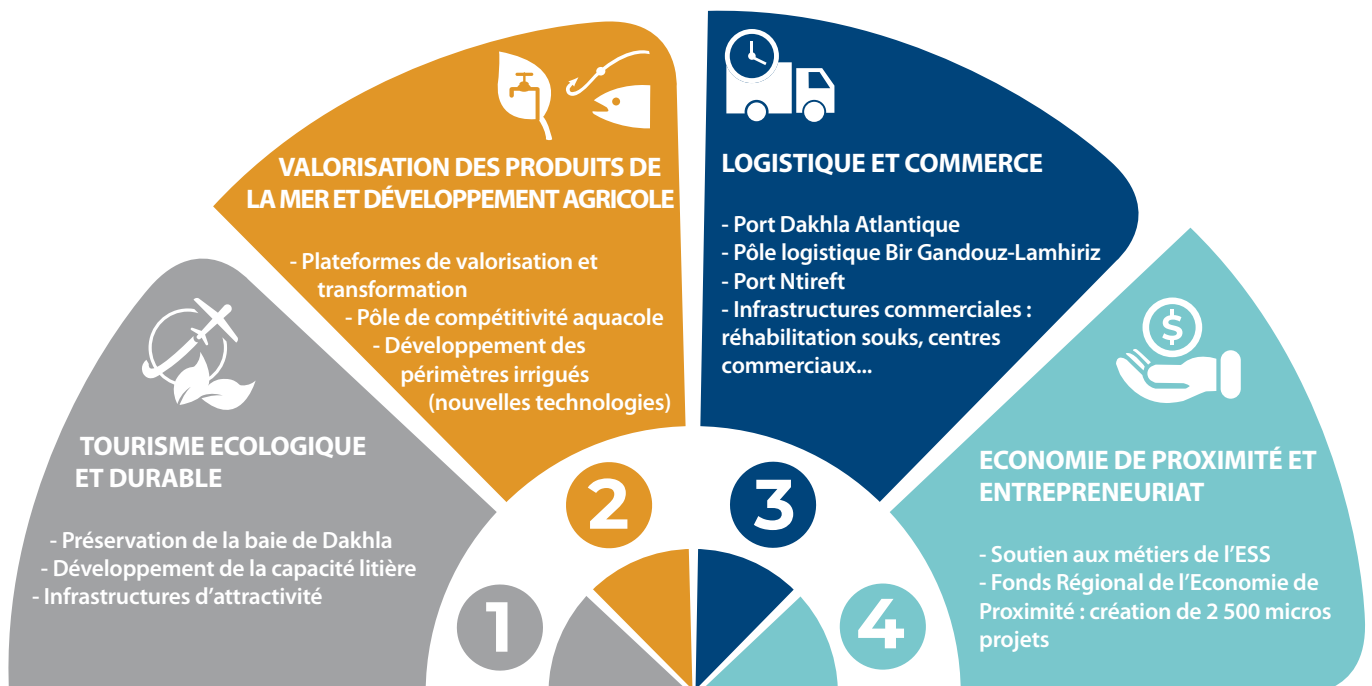 TOURISME ECOLOGIQUE
ET DURABLE
- Préservation de la baie de Dakhla
- Développement de la capacité litière
- Infrastructures d’attractivité
1
VALORISATION DES PRODUITS DE
LA MER ET DÉVELOPPEMENT AGRICOLE
- Plateformes de valorisation et
transformation
- Pôle de compétitivité aquacole
- Développement des
périmètres irrigués
(nouvelles technologies)
2
LOGISTIQUE ET COMMERCE
- Port Dakhla Atlantique
- Pôle logistique Bir Gandouz-Lamhiriz
- Port Ntireft
- Infrastructures commerciales :
réhabilitation souks, centres
commerciaux...
3
$
ECONOMIE DE PROXIMITÉ ET
ENTREPRENEURIAT
- Soutien aux métiers de l’ESS
- Fonds Régional de l’Economie de
Proximité : création de 2 500 micros
projets
4